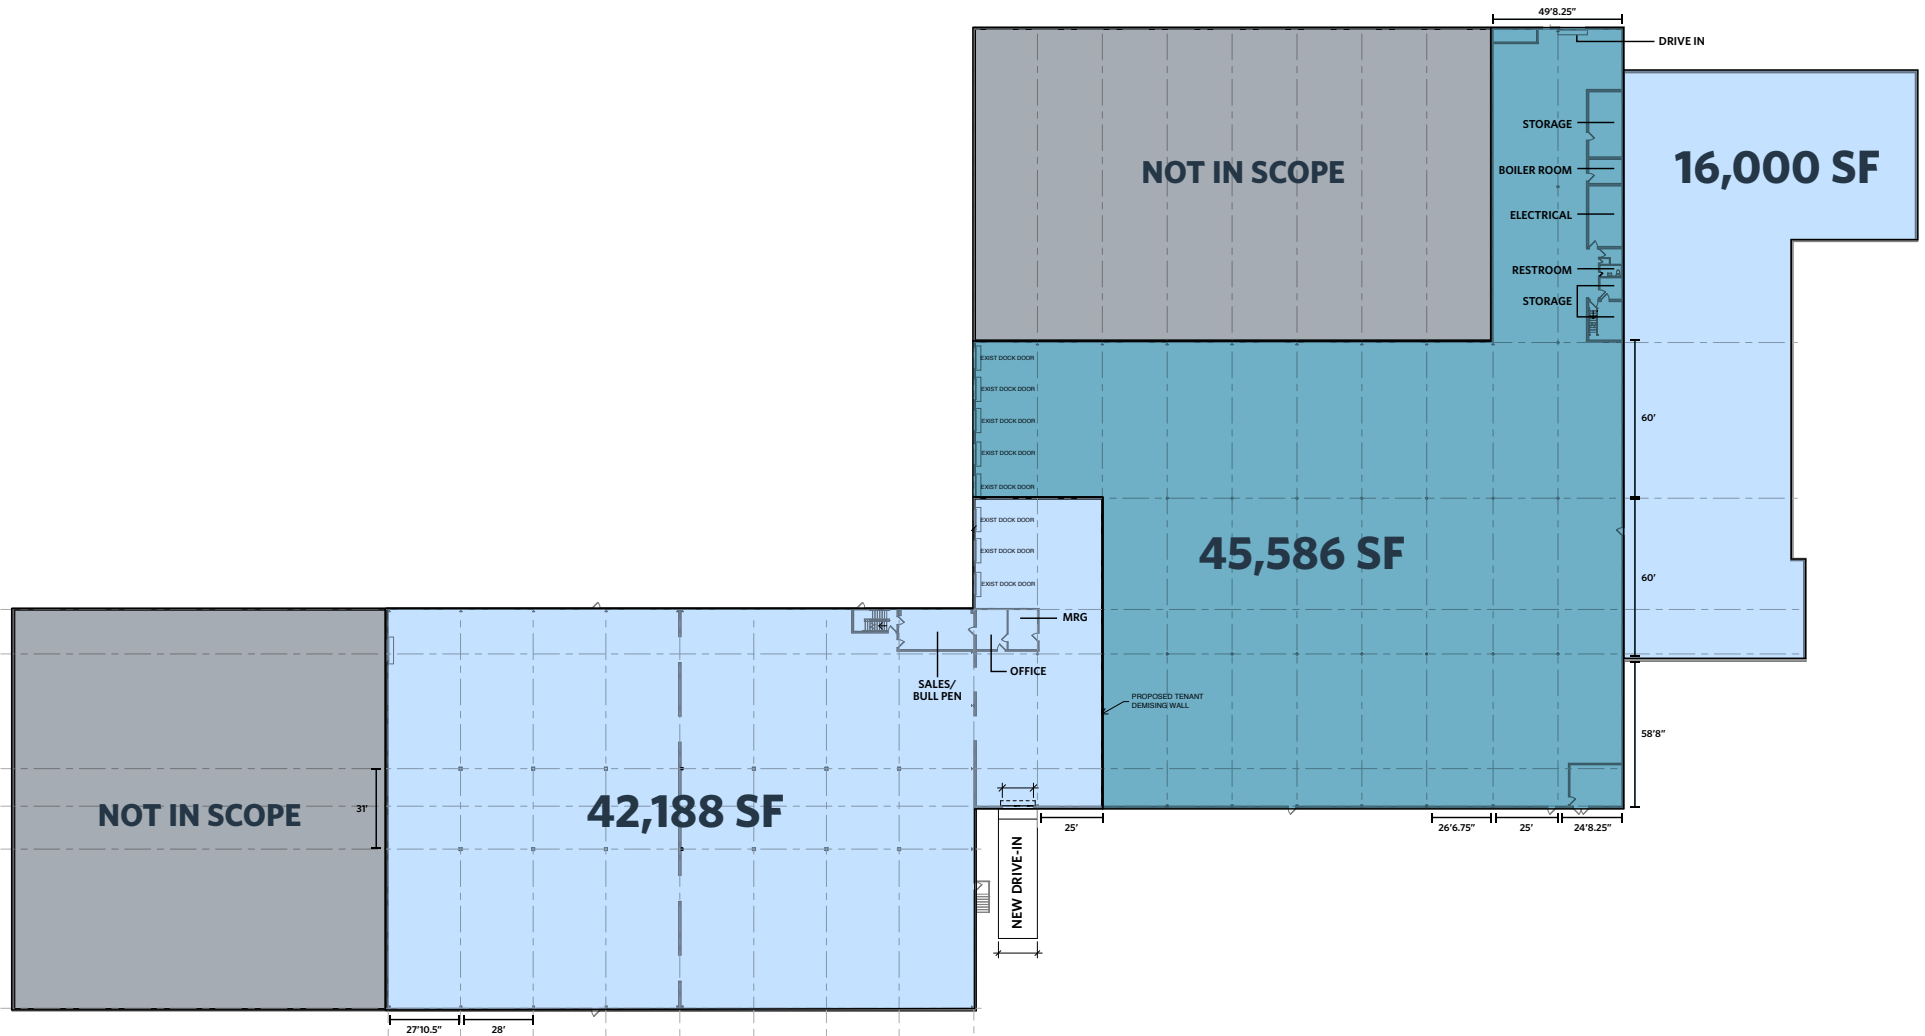 49'8.25"
DRIVE IN
STORAGE
BOILER ROOM
ELECTRICAL
RESTROOM
STORAGE
NOT IN SCOPE
16,000 SF
EXIST DOCK DOOR
EXIST DOCK DOOR
EXIST DOCK DOOR
EXIST DOCK DOOR
EXIST DOCK DOOR
EXIST DOCK DOOR
EXIST DOCK DOOR
EXIST DOCK DOOR
60'
45,586 SF
60'
MRG
OFFICE
SALES/
BULL PEN
PROPOSED TENANT
DEMISING WALL
58'8"
NOT IN SCOPE
31'
42,188 SF
25'
26'6.75"
25'
24'8.25"
NEW DRIVE-IN
27'10.5"
28'